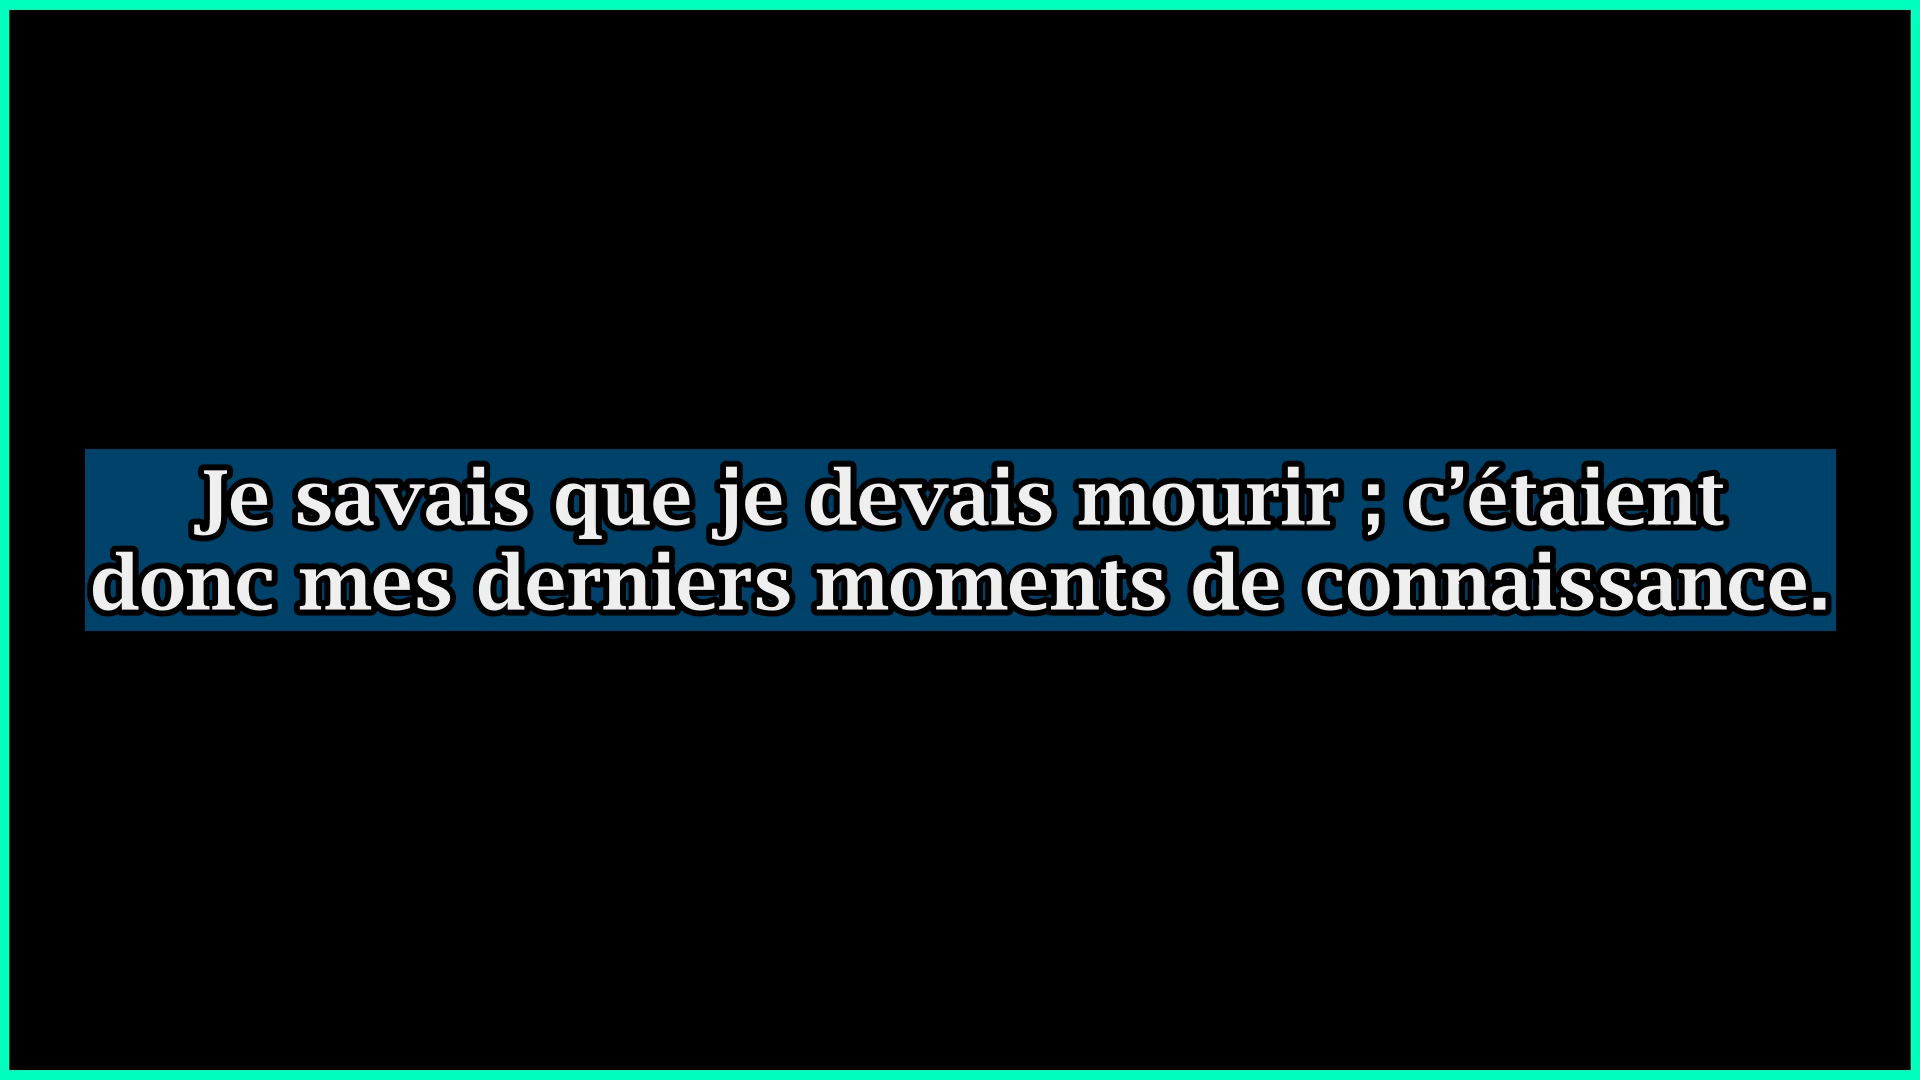 Je savais que je devais mourir ; c’étaient
donc mes derniers moments de connaissance.